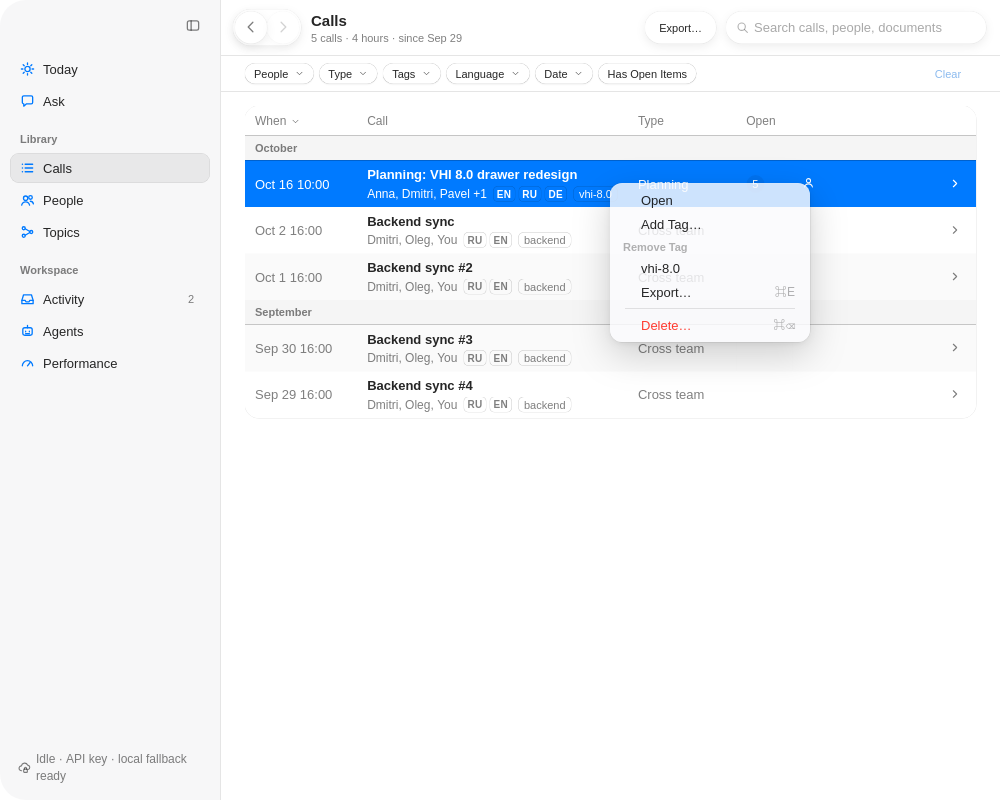 Calls
5 calls · 4 hours · since Sep 29
Export…
Search calls, people, documents
Today
Ask
Library
Calls
People
Topics
Workspace
Activity 2
Agents
Performance
Idle · API key · local fallback
ready
People Type Tags Language Date Has Open Items Clear
When Call Type Open
October
Oct 16 10:00
Planning: VHI 8.0 drawer redesign
Anna, Dmitri, Pavel +1 EN RU DE vhi-8.0
Planning 5
Oct 2 16:00
Backend sync
Dmitri, Oleg, You RU EN backend
Cross team
Oct 1 16:00
Backend sync #2
Dmitri, Oleg, You RU EN backend
Cross team
September
Sep 30 16:00
Backend sync #3
Dmitri, Oleg, You RU EN backend
Cross team
Sep 29 16:00
Backend sync #4
Dmitri, Oleg, You RU EN backend
Cross team
Open
Add Tag…
Remove Tag
vhi-8.0
Export… ⌘E
Delete… ⌘⌫